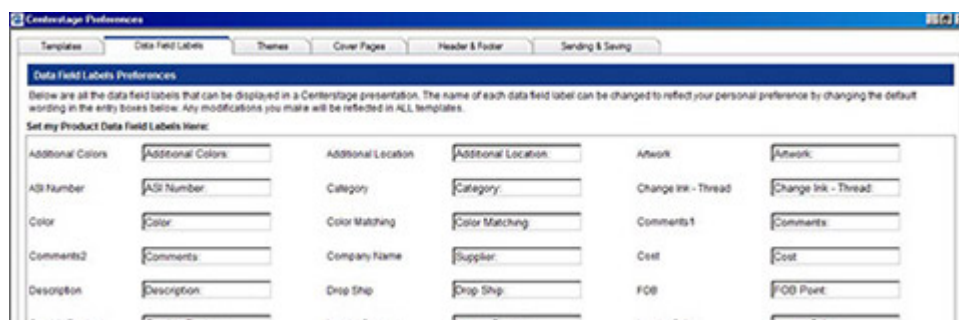 Centerstage Preferences
Templates Data Field Labels Themes Cover Pages Header & Footer Sending & Saving
Data Field Labels Preferences
Below are all the data field labels that can be displayed in a Centerstage presentation. The name of each data field label can be changed to reflect your personal preference by changing the default
wording in the entry boxes below. Any modifications you make will be reflected in ALL templates.
Set my Product Data Field Labels Here:
Additional Colors Additional Colors: Additional Location Additional Location: Artwork Artwork:
ASI Number ASI Number: Category Category: Change Ink - Thread Change Ink - Thread:
Color Color: Color Matching Color Matching: Comments1 Comments:
Comments2 Comments: Company Name Supplier: Cost Cost
Description Description: Drop Ship Drop Ship: FOB FOB Point: